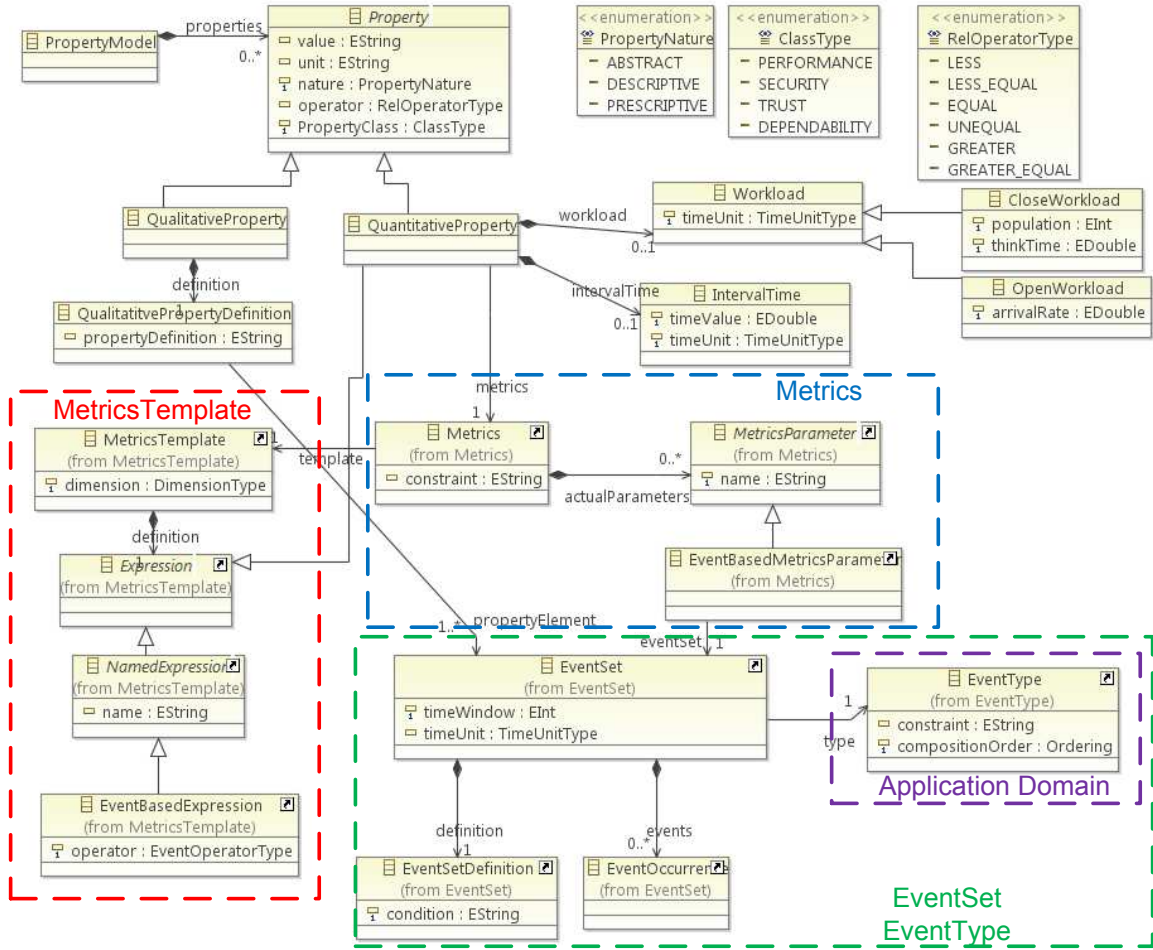 PropertyModel
properties
0..*
Property
value : EString
unit : EString
nature : PropertyNature
operator : RelOperatorType
PropertyClass : ClassType
<<enumeration>>
PropertyNature
ABSTRACT
DESCRIPTIVE
PRESCRIPTIVE
<<enumeration>>
ClassType
PERFORMANCE
SECURITY
TRUST
DEPENDABILITY
<<enumeration>>
RelOperatorType
LESS
LESS_EQUAL
EQUAL
UNEQUAL
GREATER
GREATER_EQUAL
QualitativeProperty
QuantitativeProperty
workload
0..1
Workload
timeUnit : TimeUnitType
CloseWorkload
population : EInt
thinkTime : EDouble
OpenWorkload
arrivalRate : EDouble
definition
1
intervalTime
0..1
IntervalTime
timeValue : EDouble
timeUnit : TimeUnitType
QualitatitvePropertyDefinition
propertyDefinition : EString
metrics
1
Metrics
MetricsTemplate
MetricsTemplate
(from MetricsTemplate)
dimension : DimensionType
1
template
Metrics
(from Metrics)
constraint : EString
0..*
actualParameters
MetricsParameter
(from Metrics)
name : EString
definition
1
Expression
(from MetricsTemplate)
EventBasedMetricsParameter
(from Metrics)
NamedExpression
(from MetricsTemplate)
name : EString
1..*
propertyElement
eventSet
1
EventSet
(from EventSet)
timeWindow : EInt
timeUnit : TimeUnitType
1
type
EventType
(from EventType)
constraint : EString
compositionOrder : Ordering
Application Domain
EventBasedExpression
(from MetricsTemplate)
operator : EventOperatorType
definition
1
events
0..*
EventSetDefinition
(from EventSet)
condition : EString
EventOccurrence
(from EventSet)
EventSet
EventType